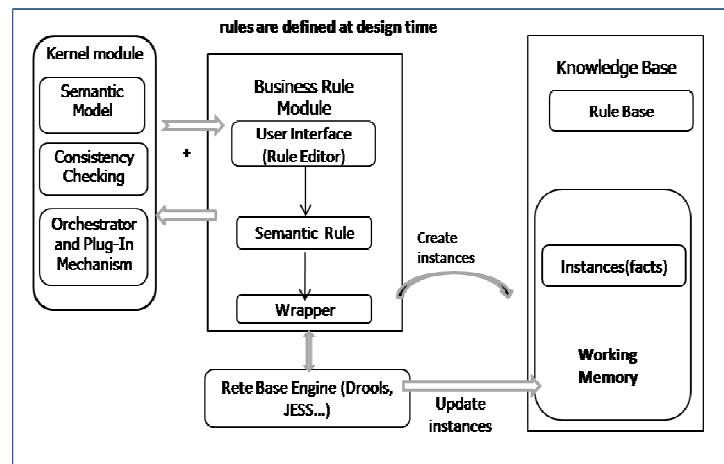 rules are defined at design time
Kernel module
Semantic
Model
Consistency
Checking
Orchestrator
and Plug-In
Mechanism
+
Business Rule
Module
User Interface
(Rule Editor)
Semantic Rule
Wrapper
Rete Base Engine (Drools,
JESS...)
Create
instances
Update
instances
Knowledge Base
Rule Base
Instances(facts)
Working
Memory